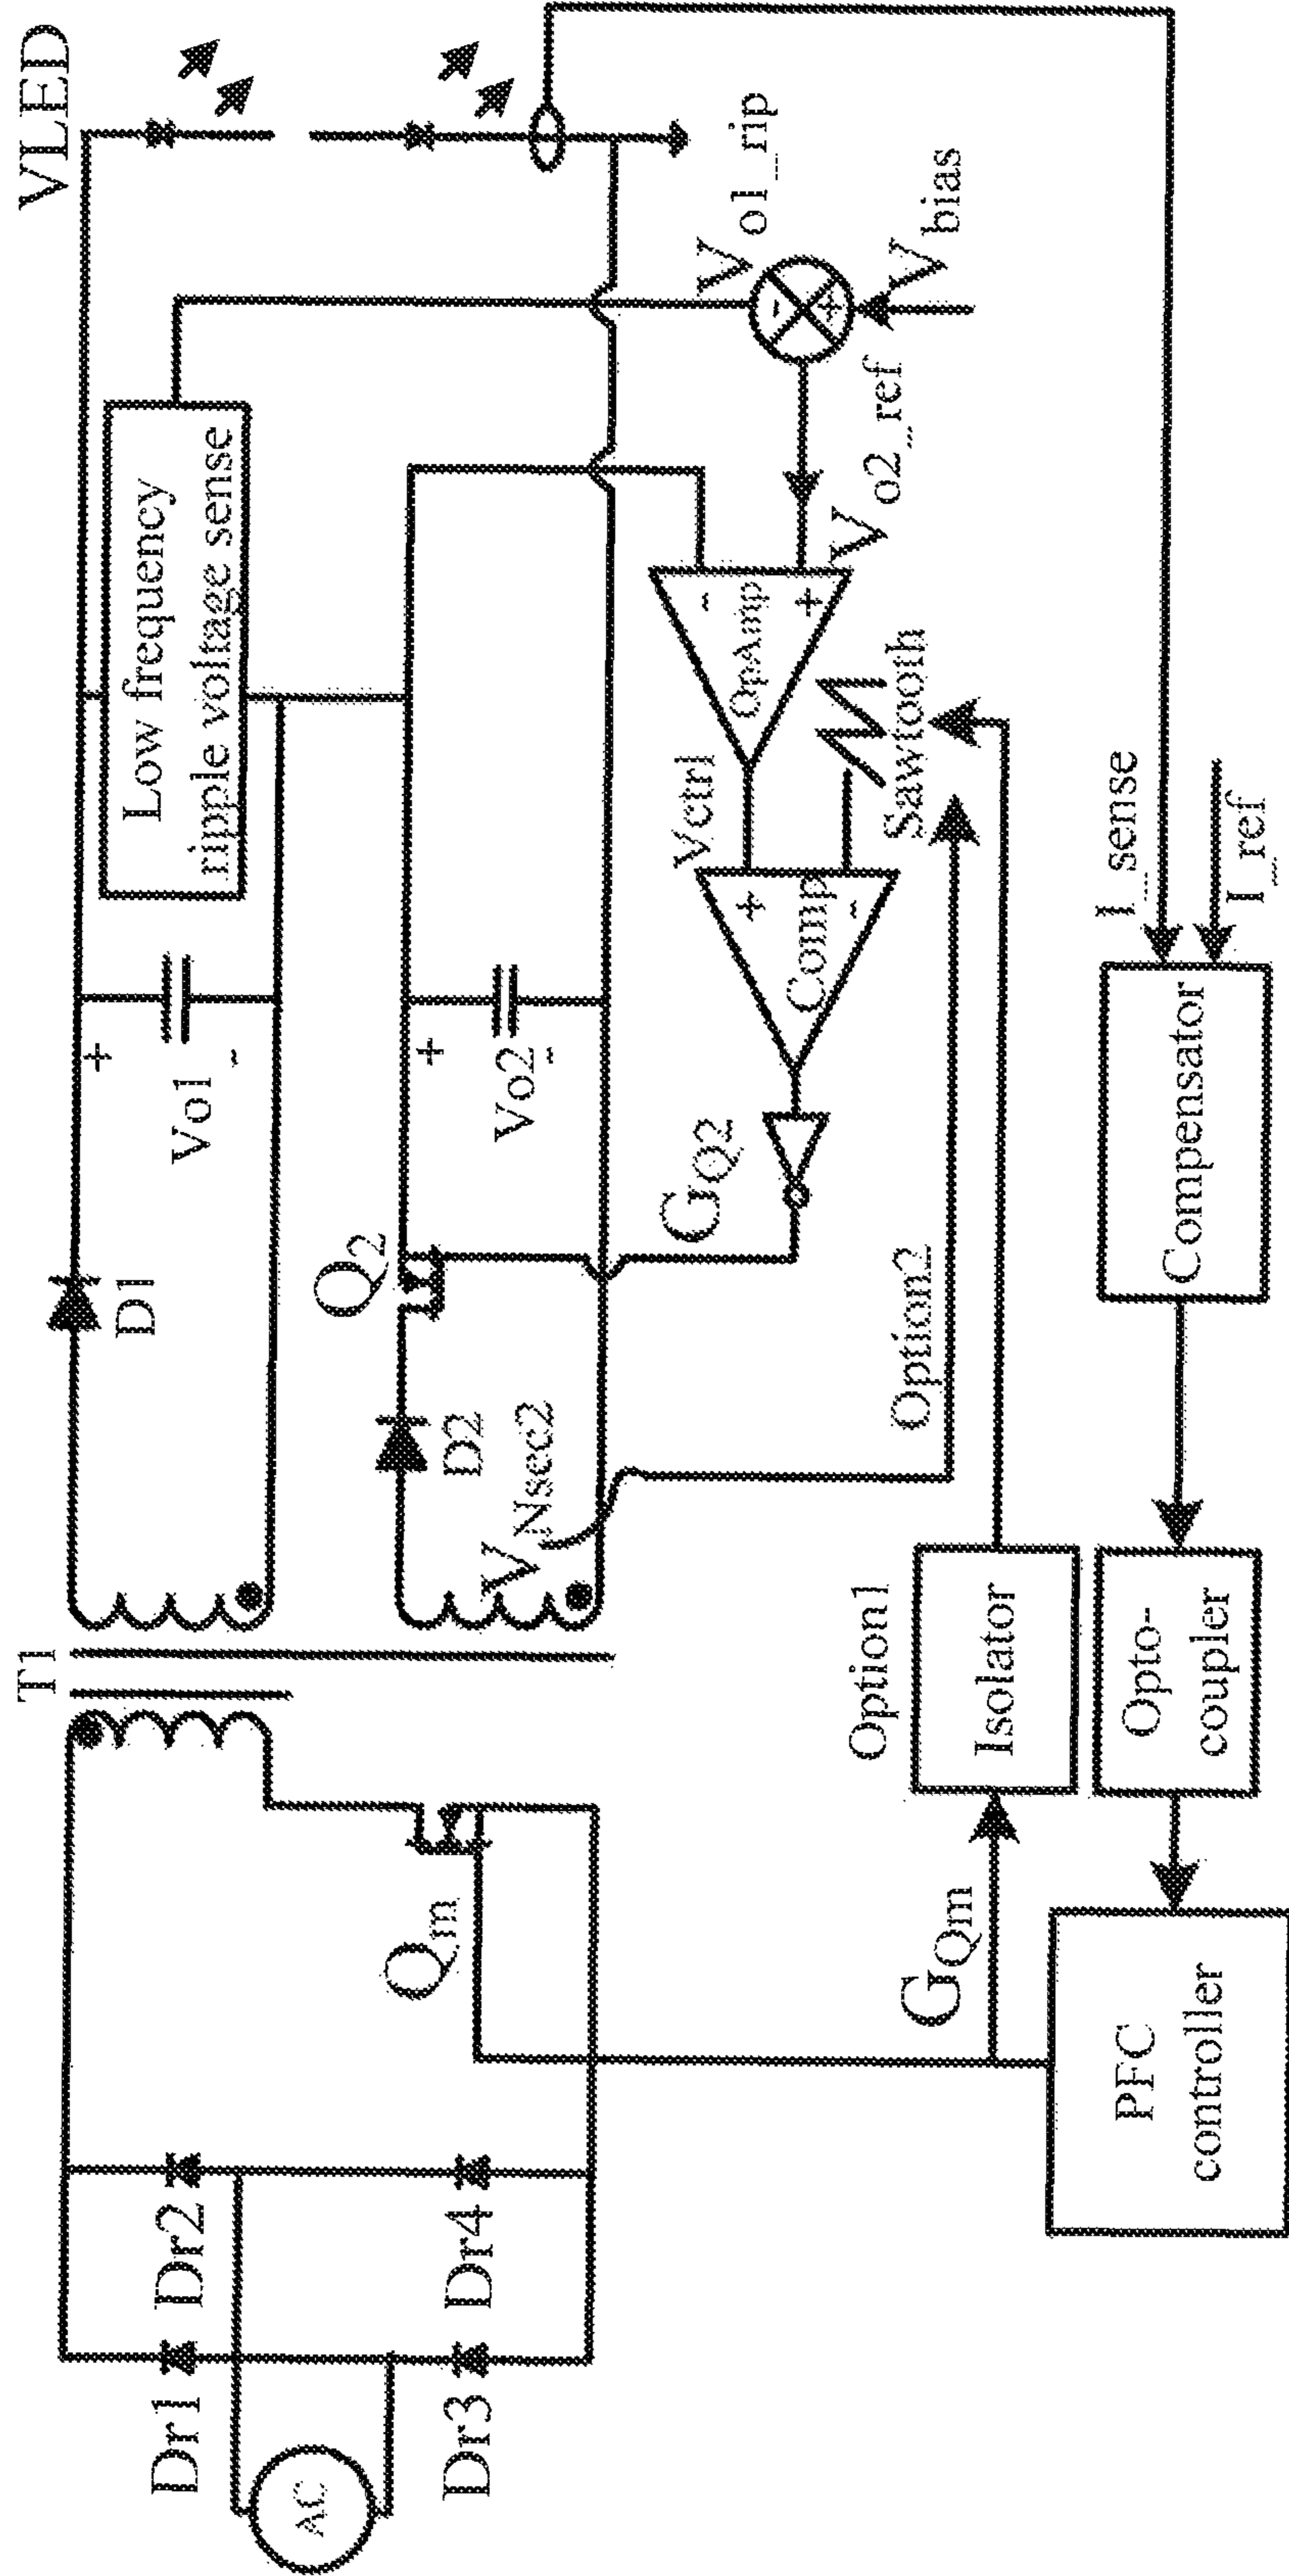 T1
VLED
Low frequency
ripple voltage sense
D1
Vo1
+
-
Q2
D2
VNsec2
Vo2
+
-
GQ2
Vo1_rip
-
+
Vbias
Vo2_ref
OpAmp
-
+
Vctrl
Comp
+
-
Sawtooth
Option2
Option1
Isolator
AC
Dr1
Dr2
Dr3
Dr4
Qm
GQm
PFC
controller
Opto-
coupler
Compensator
I_sense
I_ref